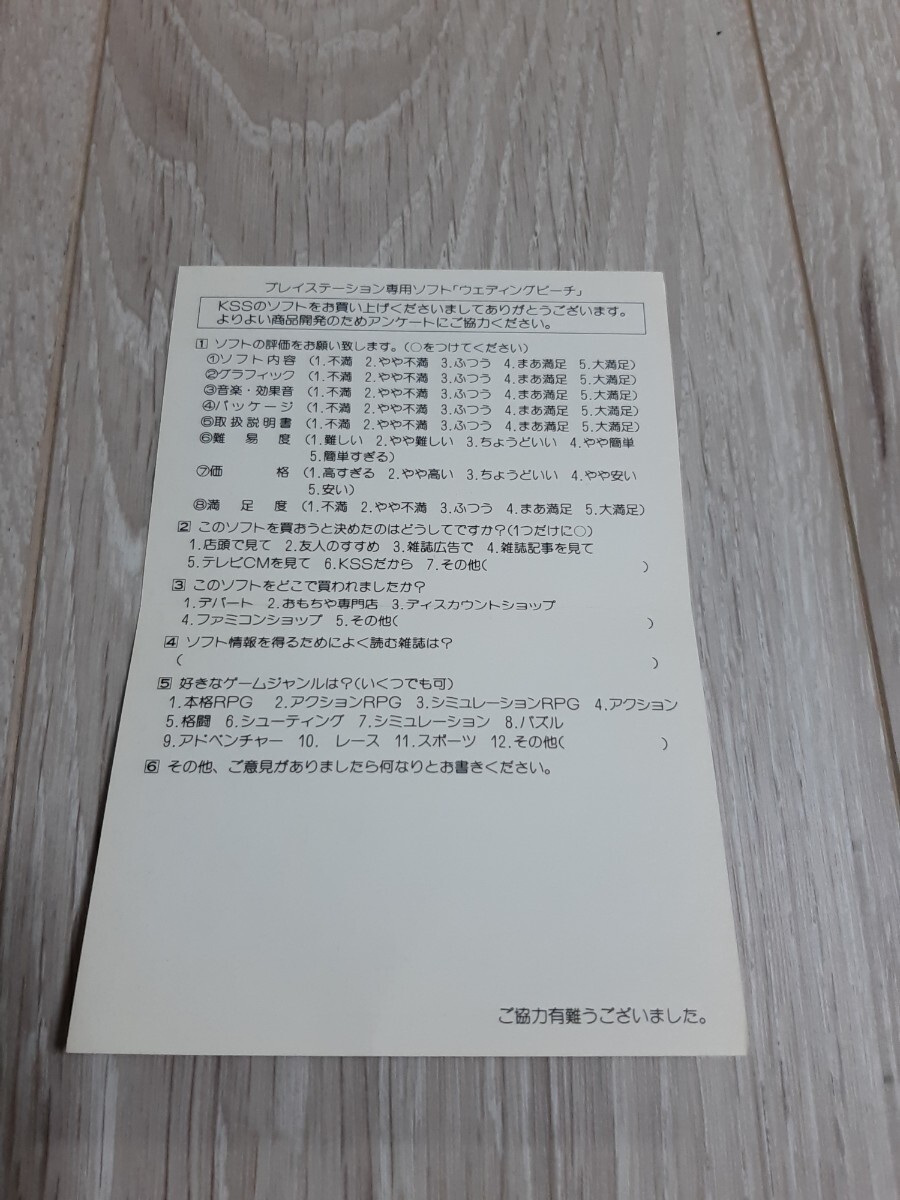 プレイステーション専用ソフト「ウェディングピーチ」
KSSのソフトをお買い上げくださいましてありがとうございます。
よりよい商品開発のためアンケートにご協力ください。
1 ソフトの評価をお願い致します。(○をつけてください)
①ソフト内容 (1.不満 2.やや不満 3.ふつう 4.まあ満足 5.大満足)
②グラフィック (1.不満 2.やや不満 3.ふつう 4.まあ満足 5.大満足)
③音楽・効果音 (1.不満 2.やや不満 3.ふつう 4.まあ満足 5.大満足)
④パッケージ (1.不満 2.やや不満 3.ふつう 4.まあ満足 5.大満足)
⑤取扱説明書 (1.不満 2.やや不満 3.ふつう 4.まあ満足 5.大満足)
⑥難易度 (1.難しい 2.やや難しい 3.ちょうどいい 4.やや簡単
5.簡単すぎる)
⑦価格 (1.高すぎる 2.やや高い 3.ちょうどいい 4.やや安い
5.安い)
⑧満足度 (1.不満 2.やや不満 3.ふつう 4.まあ満足 5.大満足)
2 このソフトを買おうと決めたのはどうしてですか?(1つだけに○)
1.店頭で見て 2.友人のすすめ 3.雑誌広告で 4.雑誌記事を見て
5.テレビCMを見て 6.KSSだから 7.その他( )
3 このソフトをどこで買われましたか?
1.デパート 2.おもちゃ専門店 3.ディスカウントショップ
4.ファミコンショップ 5.その他( )
4 ソフト情報を得るためによく読む雑誌は?
( )
5 好きなゲームジャンルは?(いくつでも可)
1.本格RPG 2.アクションRPG 3.シミュレーションRPG 4.アクション
5.格闘 6.シューティング 7.シミュレーション 8.パズル
9.アドベンチャー 10. レース 11.スポーツ 12.その他( )
6 その他、ご意見がありましたら何なりとお書きください。
ご協力有難うございました。